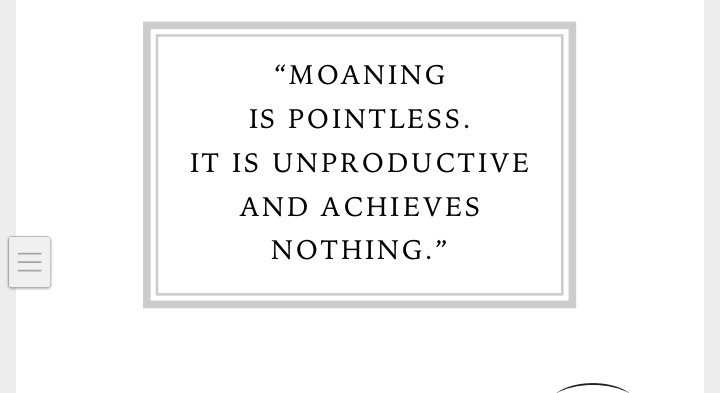 “MOANING
IS POINTLESS.
IT IS UNPRODUCTIVE
AND ACHIEVES
NOTHING.”